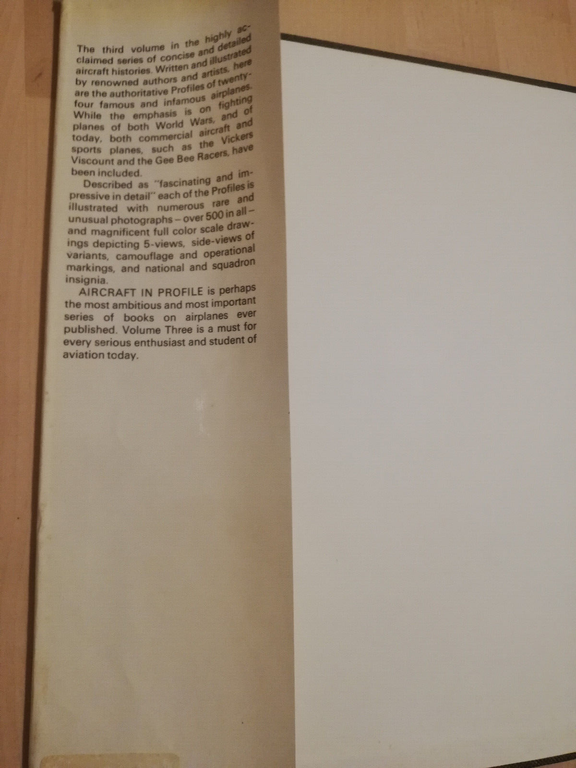 The third volume in the highly ac-
claimed series of concise and detailed
aircraft histories. Written and illustrated
by renowned authors and artists, here
are the authoritative Profiles of twenty-
four famous and infamous airplanes.
While the emphasis is on fighting
planes of both World Wars, and of
today, both commercial aircraft and
sports planes, such as the Vickers
Viscount and the Gee Bee Racers, have
been included.
Described as "fascinating and im-
pressive in detail" each of the Profiles is
illustrated with numerous rare and
unusual photographs – over 500 in all –
and magnificent full color scale draw-
ings depicting 5-views, side-views of
variants, camouflage and operational
markings, and national and squadron
insignia.
AIRCRAFT IN PROFILE is perhaps
the most ambitious and most important
series of books on airplanes ever
published. Volume Three is a must for
every serious enthusiast and student of
aviation today.